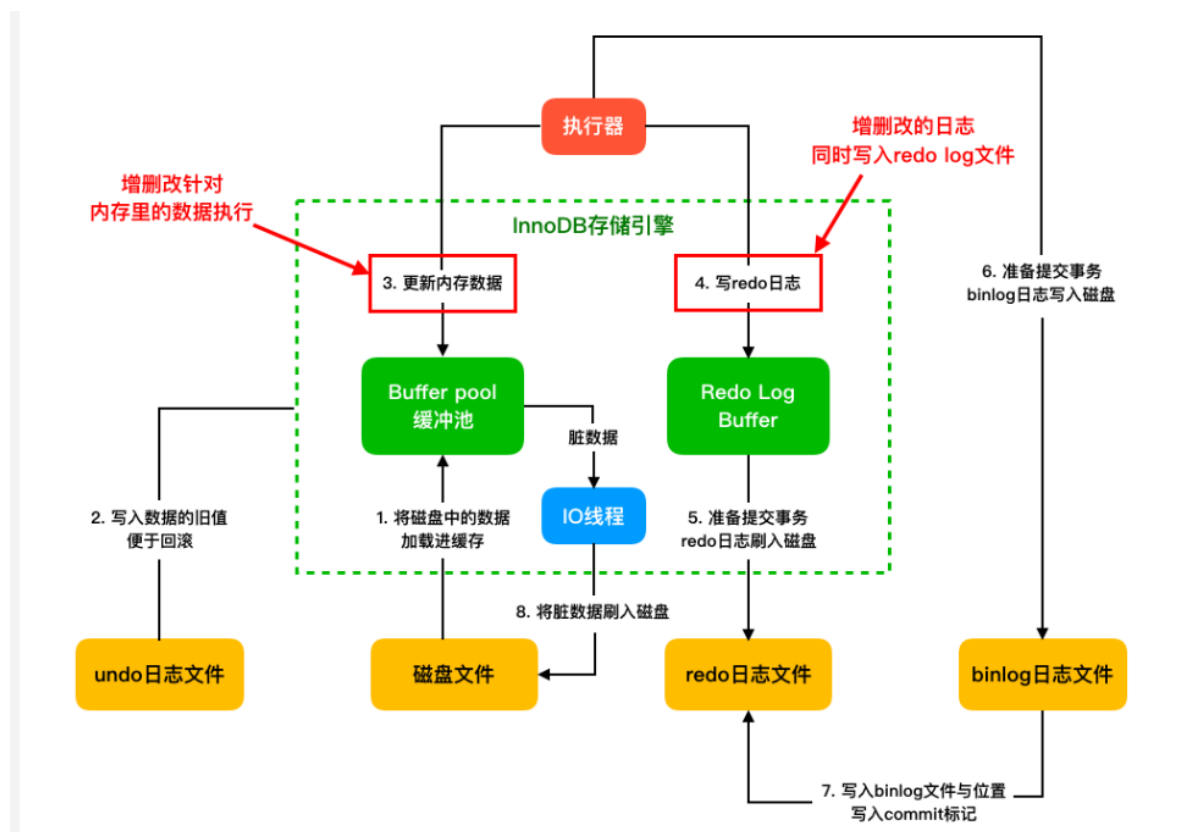 执行器
增删改的日志
同时写入redo log文件
增删改针对
内存里的数据执行
InnoDB存储引擎
3. 更新内存数据
4. 写redo日志
6. 准备提交事务
binlog日志写入磁盘
Buffer pool
缓冲池
Redo Log
Buffer
脏数据
2. 写入数据的旧值
便于回滚
1. 将磁盘中的数据
加载进缓存
IO线程
5. 准备提交事务
redo日志刷入磁盘
8. 将脏数据刷入磁盘
undo日志文件
磁盘文件
redo日志文件
binlog日志文件
7. 写入binlog文件与位置
写入commit标记